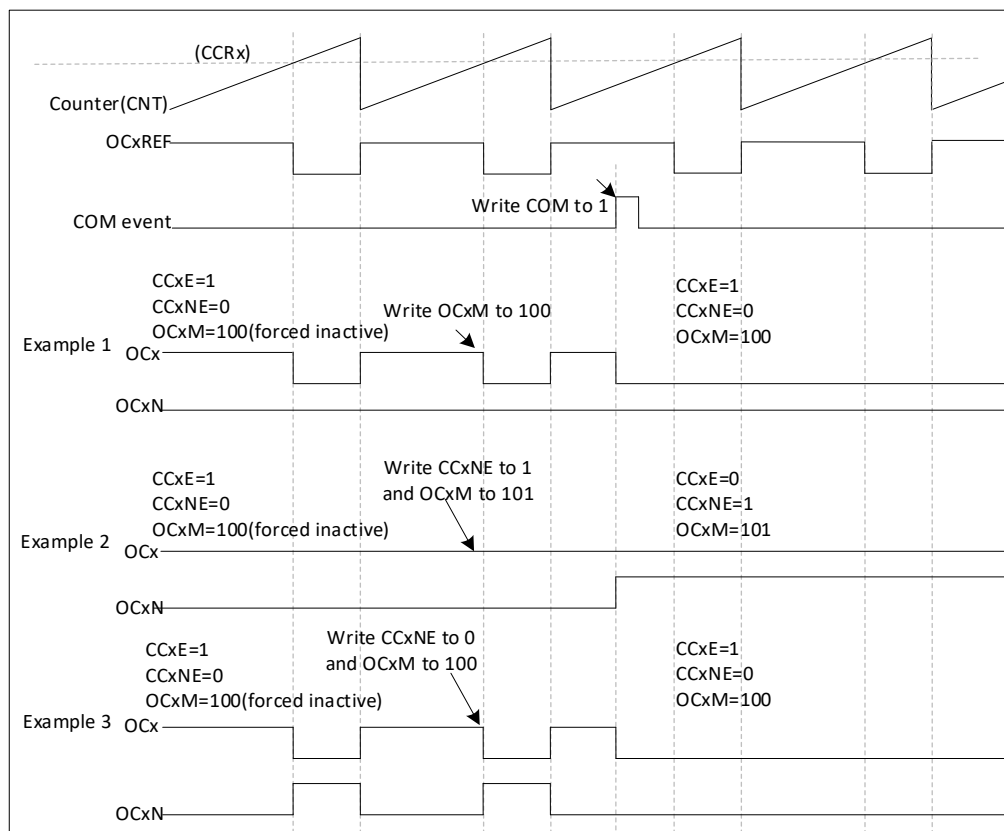 (CCRx)
Counter(CNT)
OCxREF
Write COM to 1
COM event
CCxE=1
CCxNE=0
OCxM=100(forced inactive)
Write OCxM to 100
CCxE=1
CCxNE=0
OCxM=100
Example 1
OCx
OCxN
CCxE=1
CCxNE=0
OCxM=100(forced inactive)
Write CCxNE to 1
and OCxM to 101
CCxE=0
CCxNE=1
OCxM=101
Example 2
OCx
OCxN
CCxE=1
CCxNE=0
OCxM=100(forced inactive)
Write CCxNE to 0
and OCxM to 100
CCxE=1
CCxNE=0
OCxM=100
Example 3
OCx
OCxN